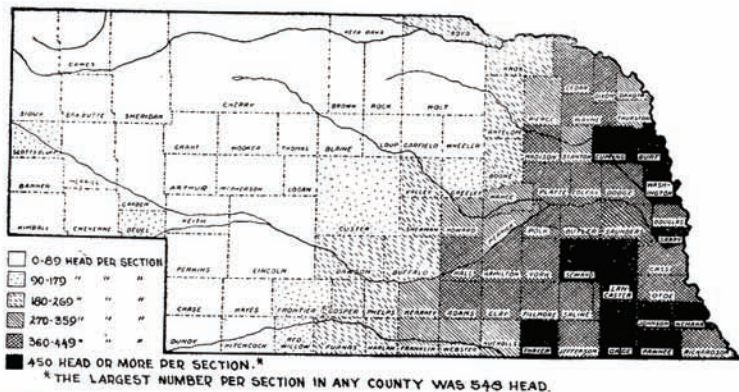 KEYA PAHA BOYD
DAWES KNOX CEDAR DIXON DAKOTA
SIOUX BOX BUTTE SHERIDAN CHERRY BROWN ROCK HOLT PIERCE WAYNE THURSTON
ANTELOPE
SCOTTS BLUFF GRANT HOOKER THOMAS BLAINE LOUP GARFIELD WHEELER MADISON STANTON CUMING BURT
BOONE
BANNER MORRILL GARDEN ARTHUR McPHERSON LOGAN VALLEY GREELEY PLATTE COLFAX DODGE WASH-
INGTON
NANCE
KIMBALL CHEYENNE DEUEL KEITH CUSTER SHERMAN HOWARD MERRICK POLK BUTLER SAUNDERS DOUGLAS
SARPY
PERKINS LINCOLN DAWSON BUFFALO HALL HAMILTON YORK SEWARD CASS
LAN-
CASTER OTOE
CHASE HAYES FRONTIER GOSPER PHELPS KEARNEY ADAMS CLAY FILLMORE SALINE
JOHNSON NEMAHA
DUNDY HITCHCOCK RED
WILLOW FURNAS HARLAN FRANKLIN WEBSTER NUCKOLLS THAYER JEFFERSON GAGE PAWNEE RICHARDSON
0-89 HEAD PER SECTION
90-179 " " "
180-269 " " "
270-359 " " "
360-449 " " "
450 HEAD OR MORE PER SECTION.*
* THE LARGEST NUMBER PER SECTION IN ANY COUNTY WAS 548 HEAD.